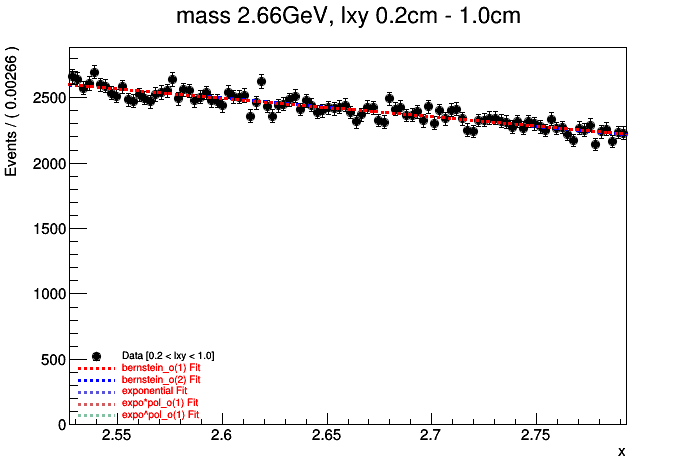 mass 2.66GeV, lxy 0.2cm - 1.0cm
Events / ( 0.00266 )
2500
2000
1500
1000
500
0
Data [0.2 < lxy < 1.0]
bernstein_o(1) Fit
bernstein_o(2) Fit
exponential Fit
expo*pol_o(1) Fit
expo^pol_o(1) Fit
2.55 2.6 2.65 2.7 2.75
x